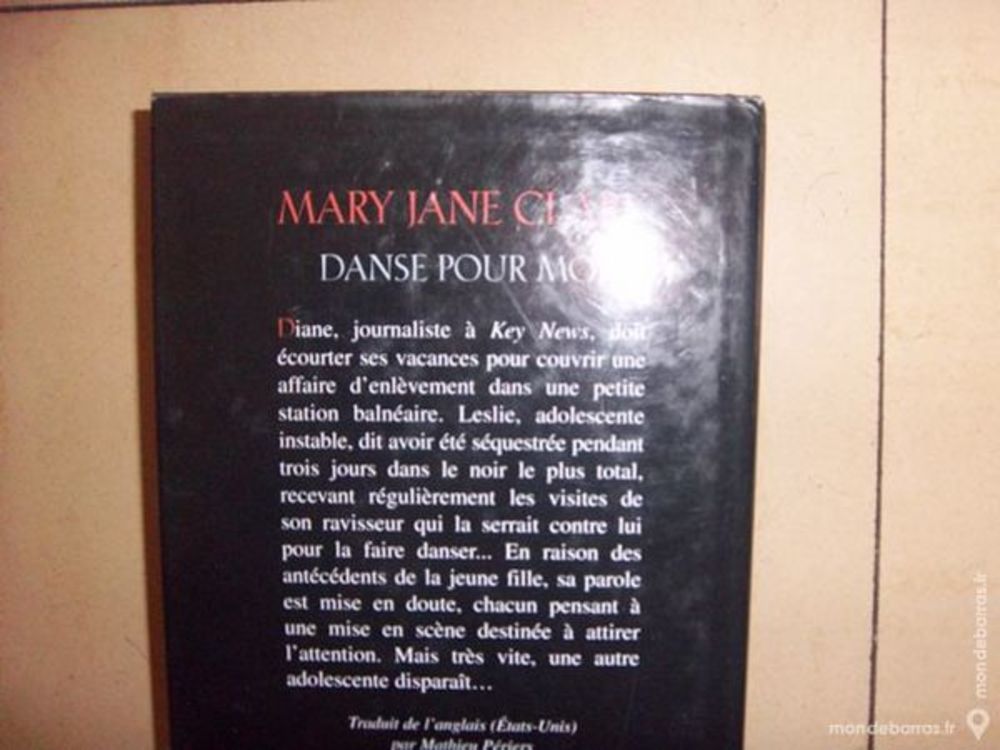 MARY JANE
DANSE POUR
Diane, journaliste à Key News, doit
écourter ses vacances pour couvrir une
affaire d'enlèvement dans une petite
station balnéaire. Leslie, adolescente
instable, dit avoir été séquestrée pendant
trois jours dans le noir le plus total,
recevant régulièrement les visites de
son ravisseur qui la serrait contre lui
pour la faire danser... En raison des
antécédents de la jeune fille, sa parole
est mise en doute, chacun pensant à
une mise en scène destinée à attirer
l'attention. Mais très vite, une autre
adolescente disparaît...
Traduit de l'anglais (États-Unis)
par Mathieu Périers
mondebarras.fr
mondebarras.fr